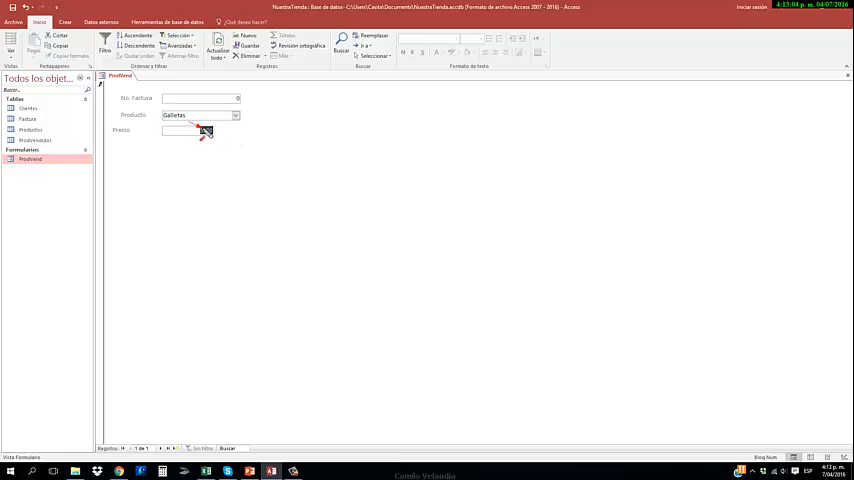 NuestraTienda : Base de datos- C:\Users\Casita\Documents\NuestraTienda.accdb (Formato de archivo Access 2007 - 2016) - Access
Iniciar sesión
4:13:04 p. m. 04/07/2016
Archivo Inicio Crear Datos externos Herramientas de base de datos ¿Qué desea hacer?
Ver
Pegar
Cortar
Copiar
Copiar formato
Filtro
Ascendente
Descendente
Quitar orden
Selección
Avanzadas
Alternar filtro
Actualizar
todo
Nuevo
Guardar
Eliminar
Totales
Revisión ortográfica
Más
Buscar
Reemplazar
Ir a
Seleccionar
N K S
Vistas Portapapeles Ordenar y filtrar Registros Buscar Formato de texto
Todos los objet...
Buscar...
Tablas
Clientes
Factura
Productos
ProdVendidos
Formularios
ProdVend
ProdVend
No. Factura 0
Producto Galletas
Precio
Registro: 1 de 1 Sin filtro Buscar
Vista Formulario
Bloq Num
Camilo Velandia
ESP
4:13 p. m.
7/04/2016